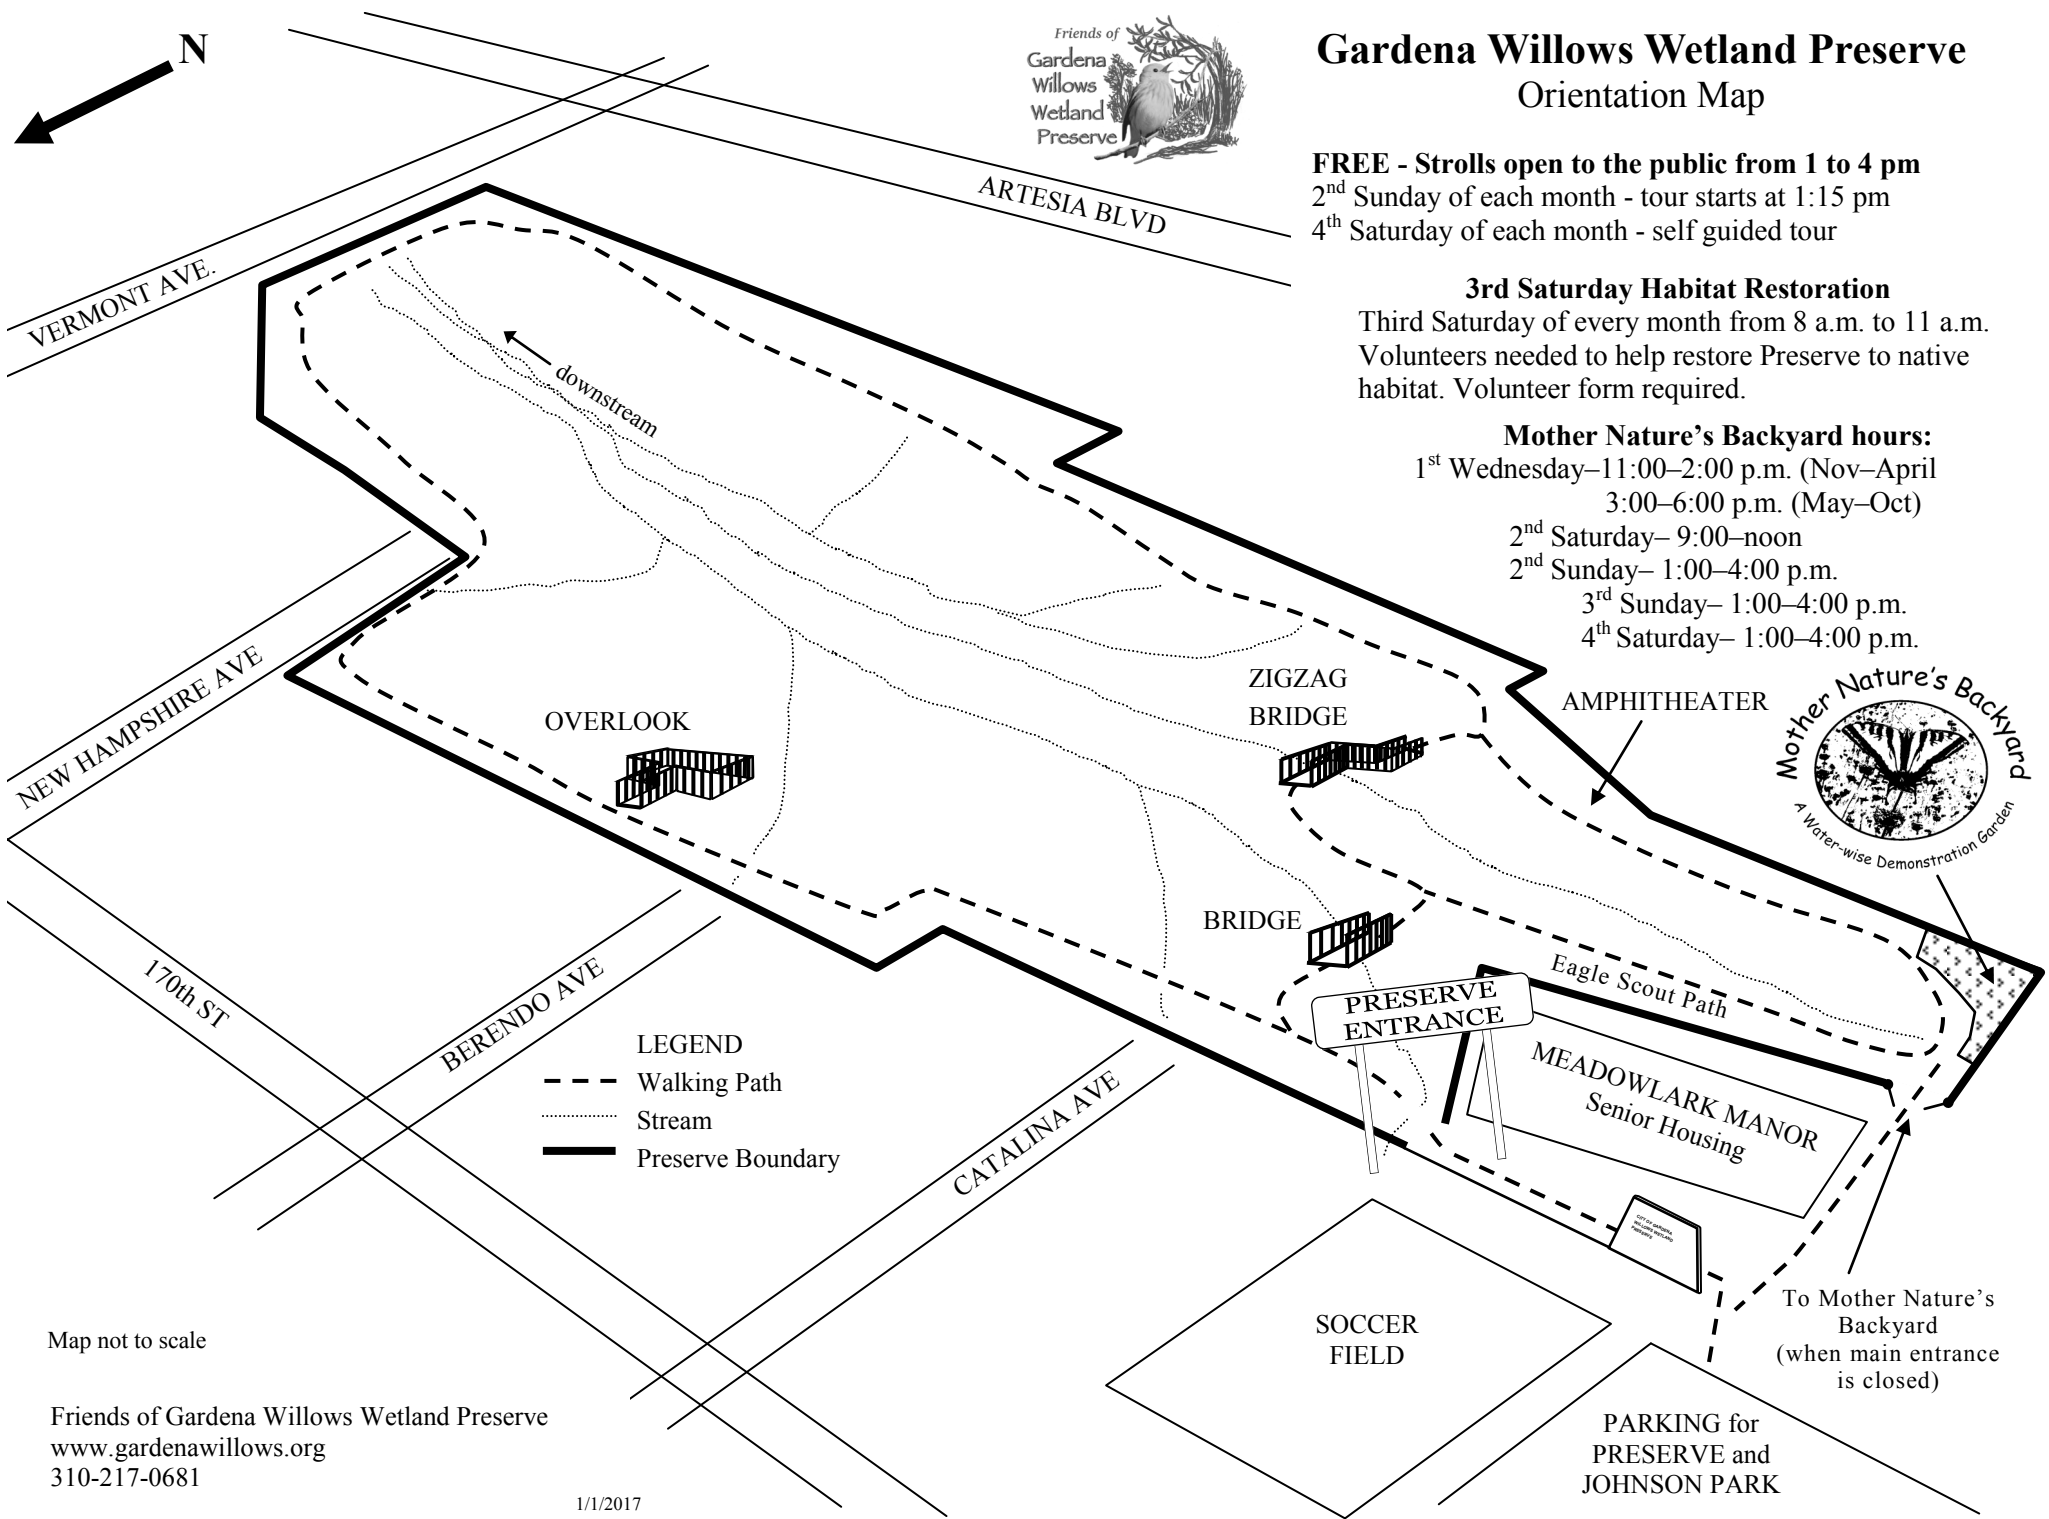 N
Friends of
Gardena
Willows
Wetland
Preserve
Gardena Willows Wetland Preserve
Orientation Map
FREE - Strolls open to the public from 1 to 4 pm
2nd Sunday of each month - tour starts at 1:15 pm
4th Saturday of each month - self guided tour
3rd Saturday Habitat Restoration
Third Saturday of every month from 8 a.m. to 11 a.m.
Volunteers needed to help restore Preserve to native
habitat. Volunteer form required.
Mother Nature's Backyard hours:
1st Wednesday–11:00–2:00 p.m. (Nov–April
3:00–6:00 p.m. (May–Oct)
2nd Saturday– 9:00–noon
2nd Sunday– 1:00–4:00 p.m.
3rd Sunday– 1:00–4:00 p.m.
4th Saturday– 1:00–4:00 p.m.
ARTESIA BLVD
VERMONT AVE.
downstream
NEW HAMPSHIRE AVE
OVERLOOK
ZIGZAG
BRIDGE
AMPHITHEATER
Mother Nature's Backyard
A Water-wise Demonstration Garden
BRIDGE
Eagle Scout Path
PRESERVE
ENTRANCE
MEADOWLARK MANOR
Senior Housing
170th ST
BERENDO AVE
CATALINA AVE
LEGEND
Walking Path
Stream
Preserve Boundary
CITY OF GARDENA
WILLOWS WETLAND
PRESERVE
To Mother Nature's
Backyard
(when main entrance
is closed)
SOCCER
FIELD
PARKING for
PRESERVE and
JOHNSON PARK
Map not to scale
Friends of Gardena Willows Wetland Preserve
www.gardenawillows.org
310-217-0681
1/1/2017